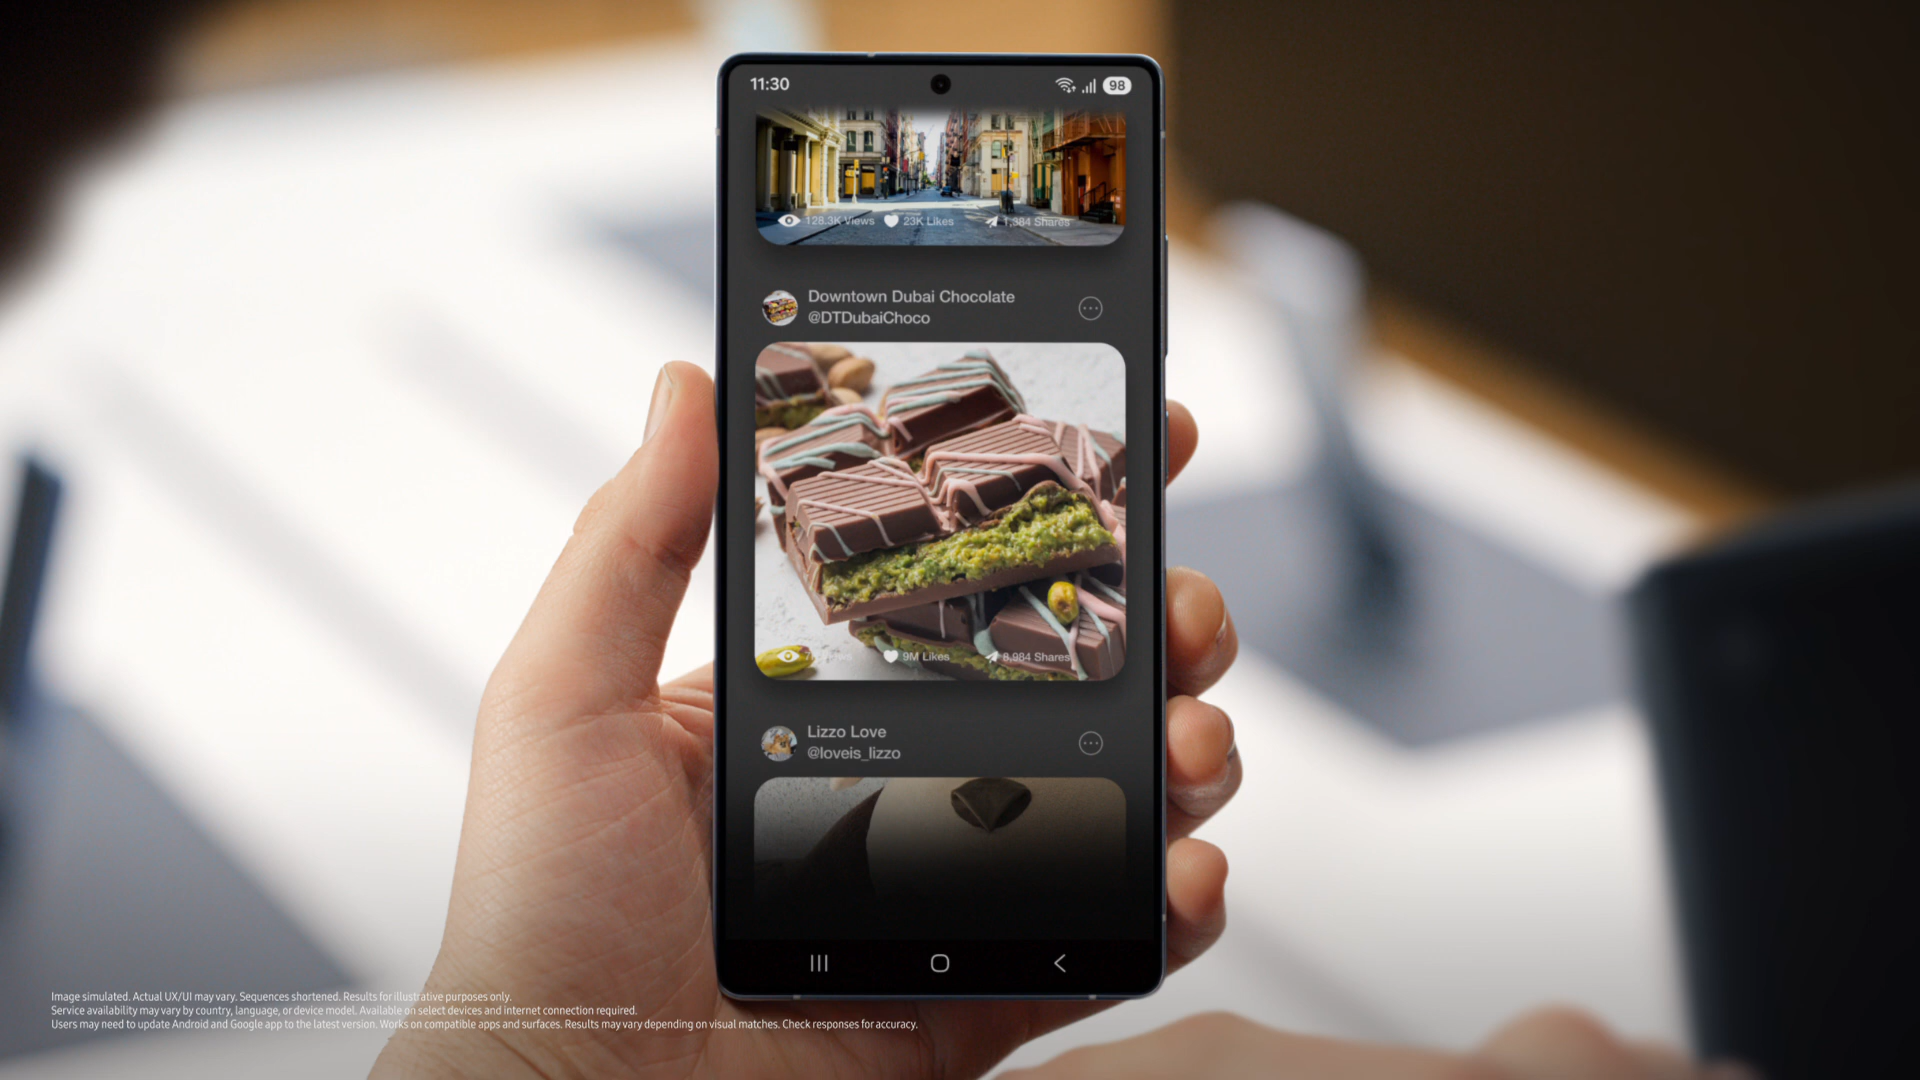 11:30
98
128.3K Views
23K Likes
1,384 Shares
Downtown Dubai Chocolate
@DTDubaiChoco
9M Likes
8,984 Shares
Lizzo Love
@loveis_lizzo
Image simulated. Actual UX/UI may vary. Sequences shortened. Results for illustrative purposes only.
Service availability may vary by country, language, or device model. Available on select devices and internet connection required.
Users may need to update Android and Google app to the latest version. Works on compatible apps and surfaces. Results may vary depending on visual matches. Check responses for accuracy.